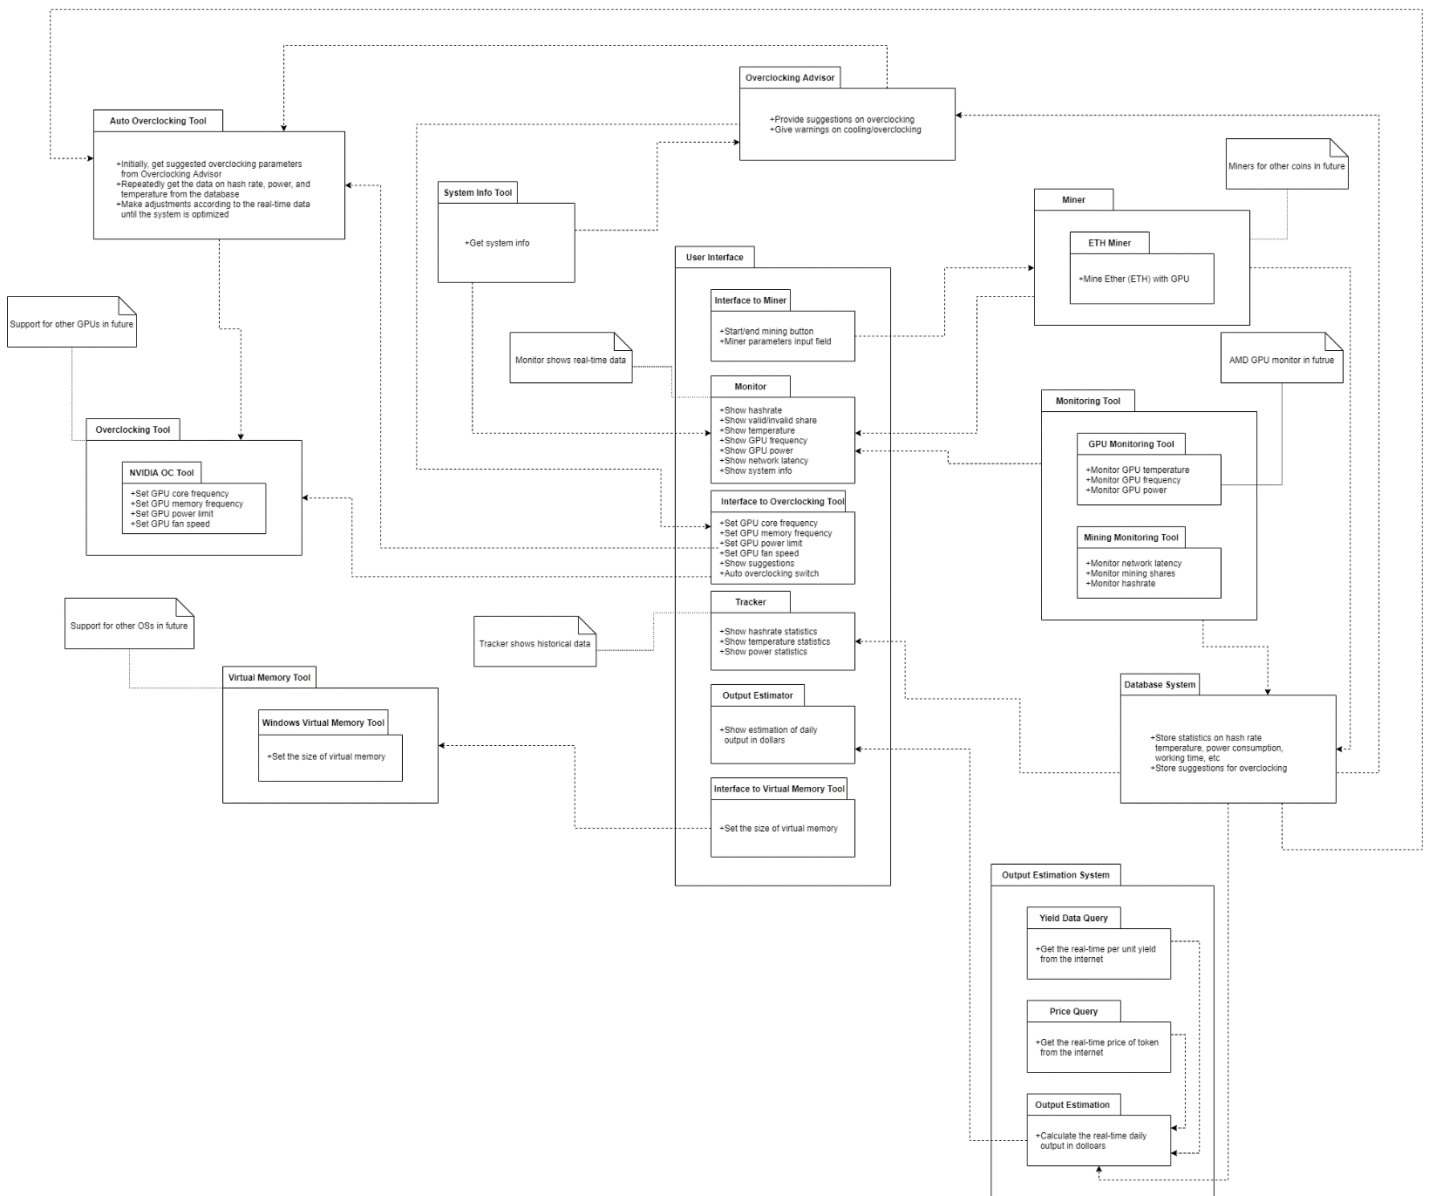 Overclocking Advisor
+Provide suggestions on overclocking
+Give warnings on cooling/overclocking
Auto Overclocking Tool
+Initially, get suggested overclocking parameters
from Overclocking Advisor
+Repeatedly get the data on hash rate, power, and
temperature from the database
+Make adjustments according to the real-time data
until the system is optimized
System Info Tool
+Get system info
Miners for other coins in future
Miner
ETH Miner
+Mine Ether (ETH) with GPU
User Interface
Interface to Miner
+Start/end mining button
+Miner parameters input field
Support for other GPUs in future
Monitor shows real-time data
AMD GPU monitor in futrue
Monitor
+Show hashrate
+Show valid/invalid share
+Show temperature
+Show GPU frequency
+Show GPU power
+Show network latency
+Show system info
Monitoring Tool
GPU Monitoring Tool
+Monitor GPU temperature
+Monitor GPU frequency
+Monitor GPU power
Mining Monitoring Tool
+Monitor network latency
+Monitor mining shares
+Monitor hashrate
Overclocking Tool
NVIDIA OC Tool
+Set GPU core frequency
+Set GPU memory frequency
+Set GPU power limit
+Set GPU fan speed
Interface to Overclocking Tool
+Set GPU core frequency
+Set GPU memory frequency
+Set GPU power limit
+Set GPU fan speed
+Show suggestions
+Auto overclocking switch
Support for other OSs in future
Tracker shows historical data
Tracker
+Show hashrate statistics
+Show temperature statistics
+Show power statistics
Virtual Memory Tool
Windows Virtual Memory Tool
+Set the size of virtual memory
Output Estimator
+Show estimation of daily
output in dollars
Database System
+Store statistics on hash rate
temperature, power consumption,
working time, etc
+Store suggestions for overclocking
Interface to Virtual Memory Tool
+Set the size of virtual memory
Output Estimation System
Yield Data Query
+Get the real-time per unit yield
from the internet
Price Query
+Get the real-time price of token
from the internet
Output Estimation
+Calculate the real-time daily
output in dolloars